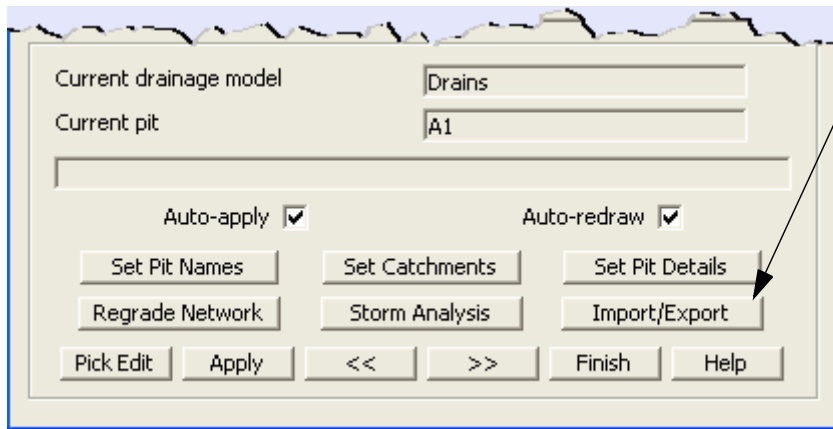 Current drainage model Drains
Current pit A1
Auto-apply Auto-redraw
Set Pit Names Set Catchments Set Pit Details
Regrade Network Storm Analysis Import/Export
Pick Edit Apply << >> Finish Help